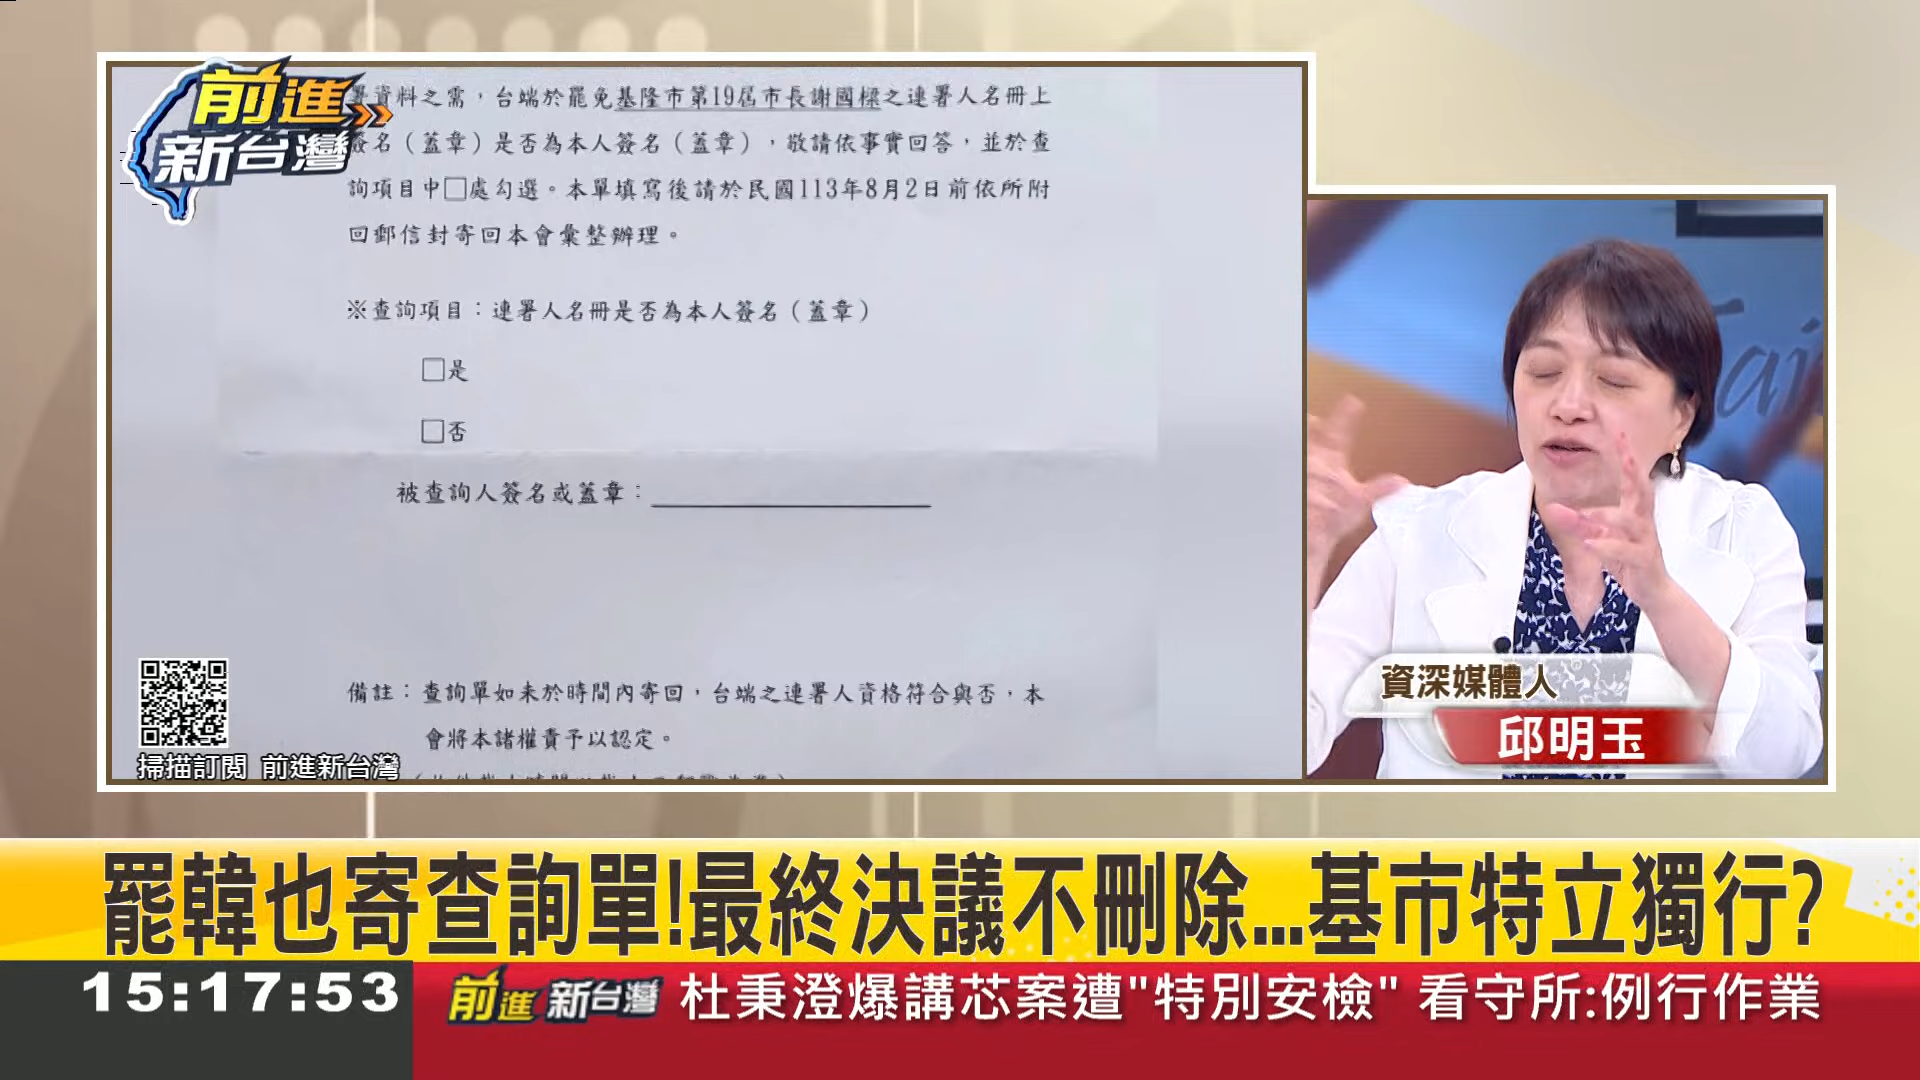 前進
新台灣
署資料之需，台端於罷免基隆市第19屆市長謝國樑之連署人名冊上
簽名（蓋章）是否為本人簽名（蓋章），敬請依事實回答，並於查
詢項目中□處勾選。本單填寫後請於民國113年8月2日前依所附
回郵信封寄回本會彙整辦理。
※查詢項目：連署人名冊是否為本人簽名（蓋章）
□是
□否
被查詢人簽名或蓋章：
備註：查詢單如未於時間內寄回，台端之連署人資格符合與否，本
會將本諸權責予以認定。
掃描訂閱 前進新台灣
Tai
資深媒體人
邱明玉
罷韓也寄查詢單!最終決議不刪除...基市特立獨行?
15:17:53
前進新台灣 杜秉澄爆講芯案遭"特別安檢" 看守所:例行作業